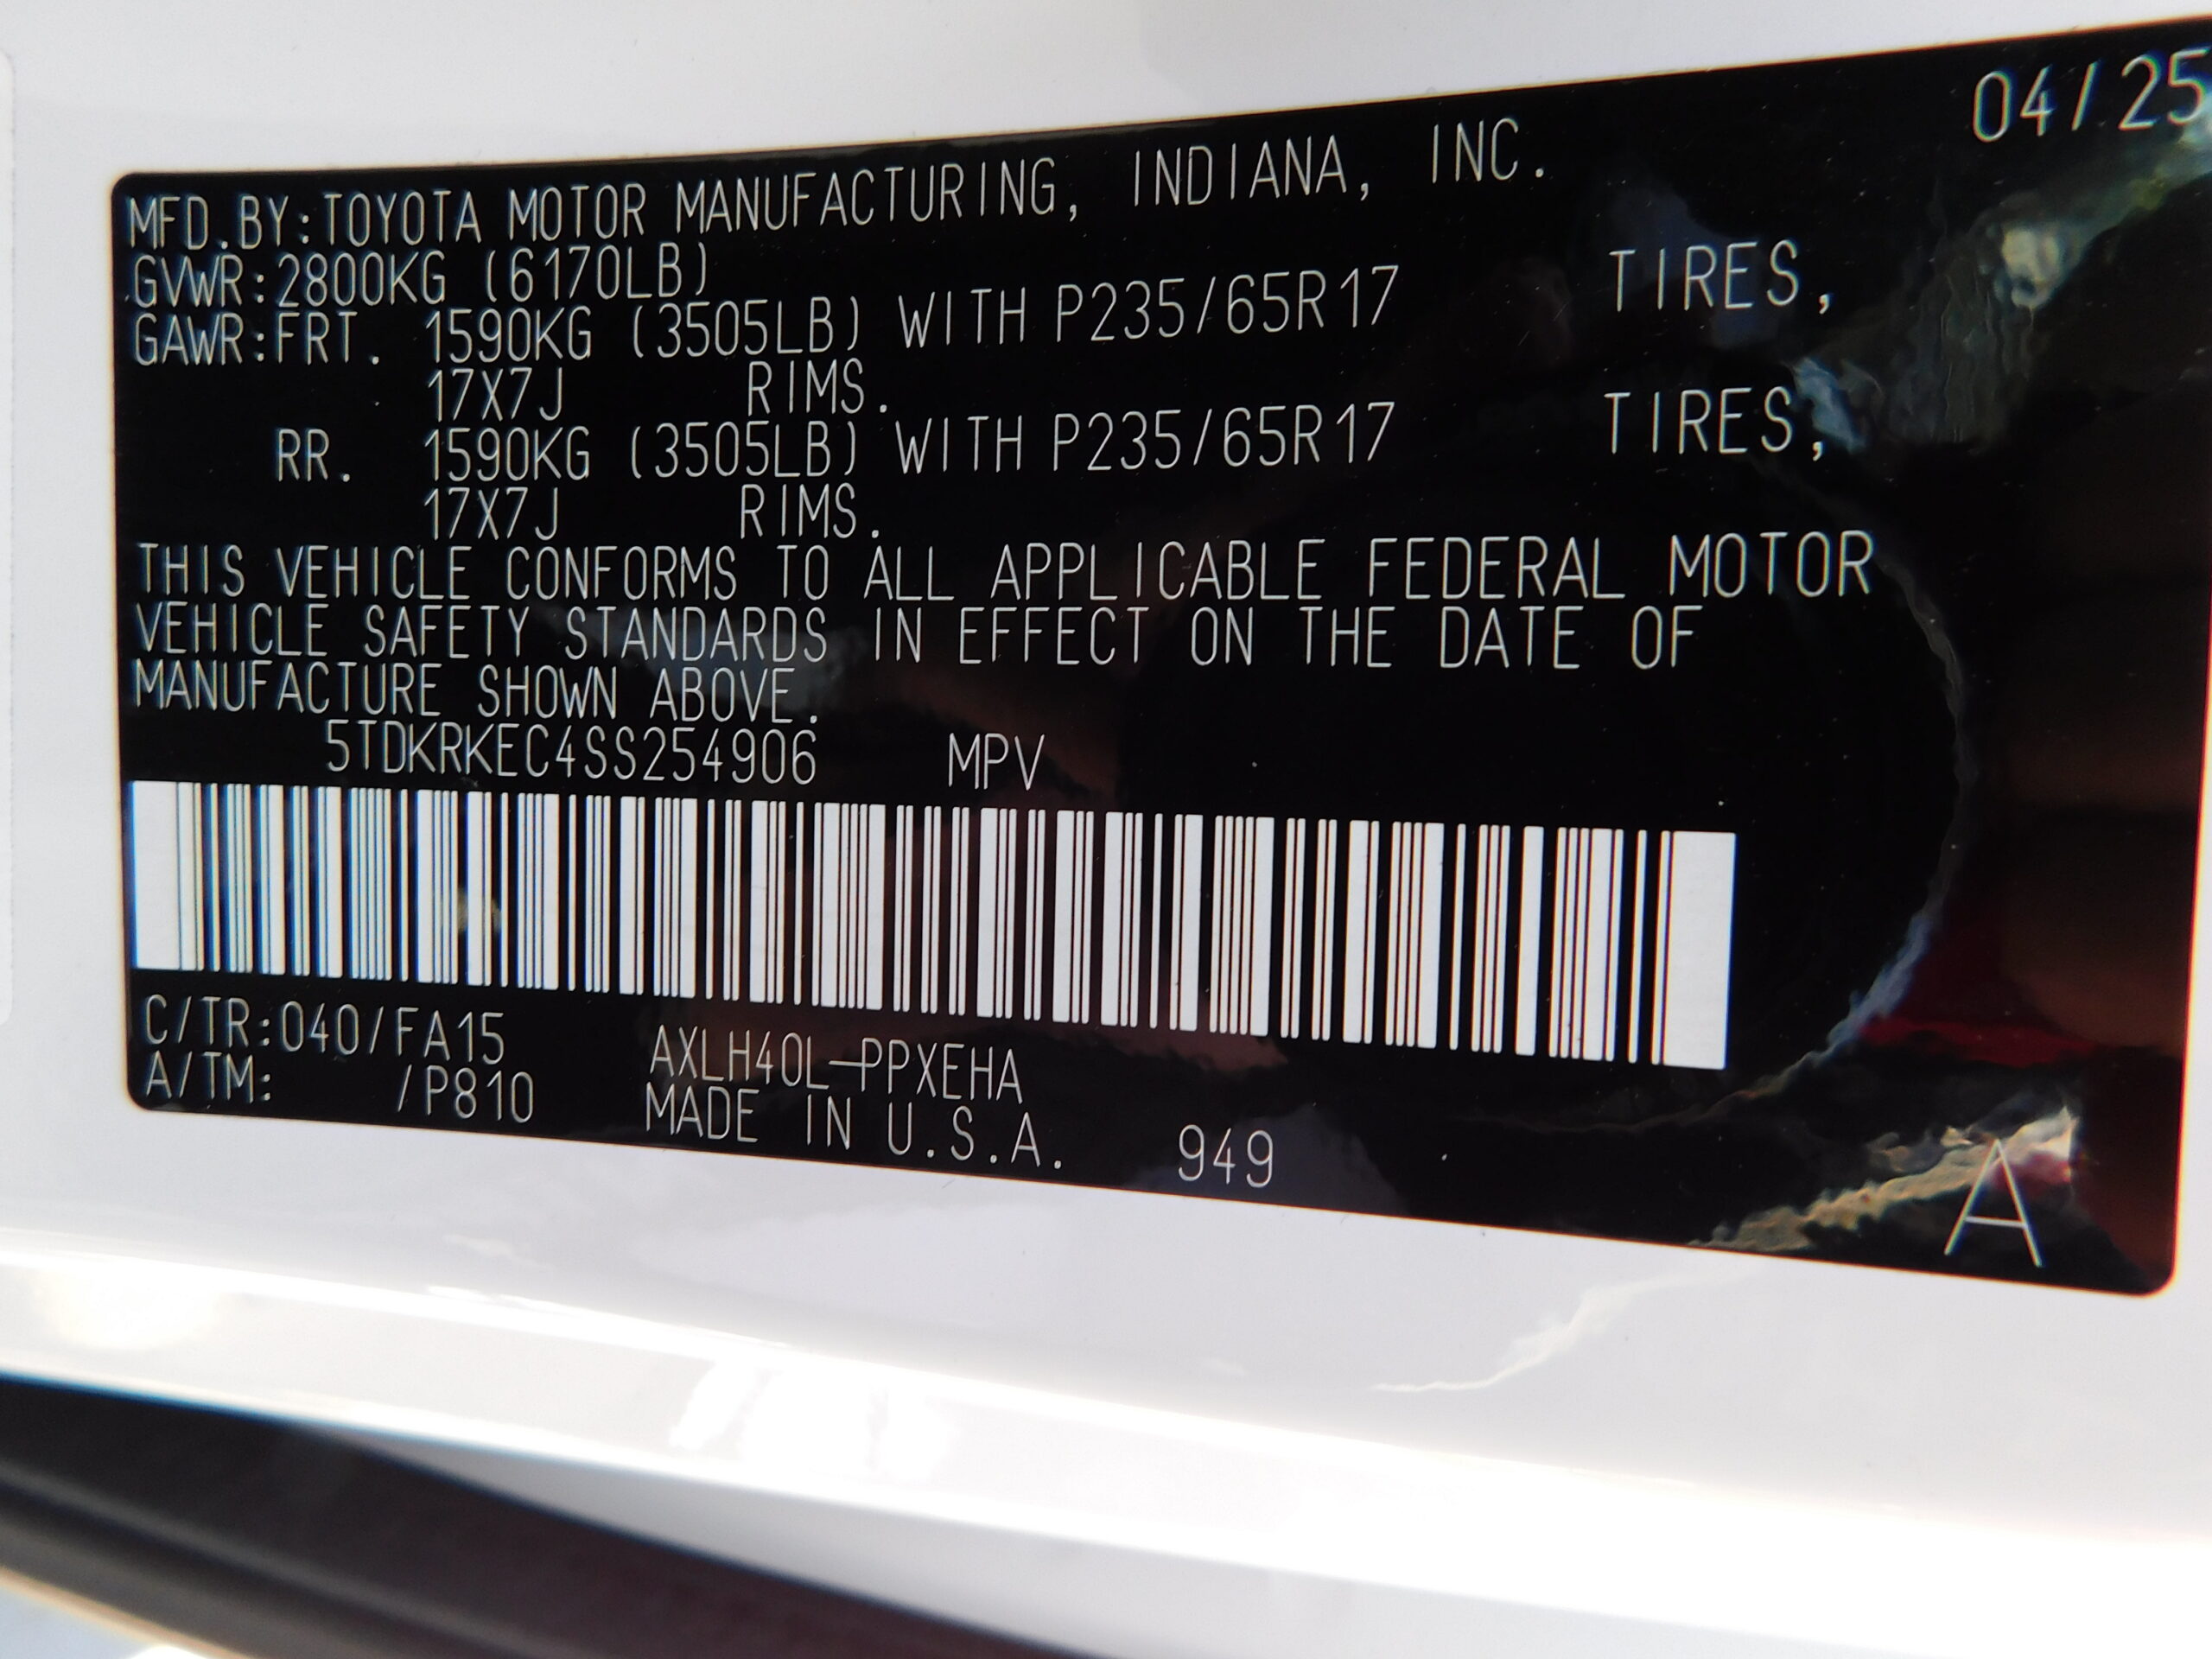 04/25
MFD.BY:TOYOTA MOTOR MANUFACTURING, INDIANA, INC.
GVWR:2800KG (6170LB)
GAWR:FRT. 1590KG (3505LB) WITH P235/65R17 TIRES,
17X7J RIMS.
RR. 1590KG (3505LB) WITH P235/65R17 TIRES,
17X7J RIMS.
THIS VEHICLE CONFORMS TO ALL APPLICABLE FEDERAL MOTOR
VEHICLE SAFETY STANDARDS IN EFFECT ON THE DATE OF
MANUFACTURE SHOWN ABOVE.
5TDKRKEC4SS254906 MPV
C/TR:040/FA15 AXLH40L-PPXEHA
A/TM: /P810 MADE IN U.S.A. 949
A